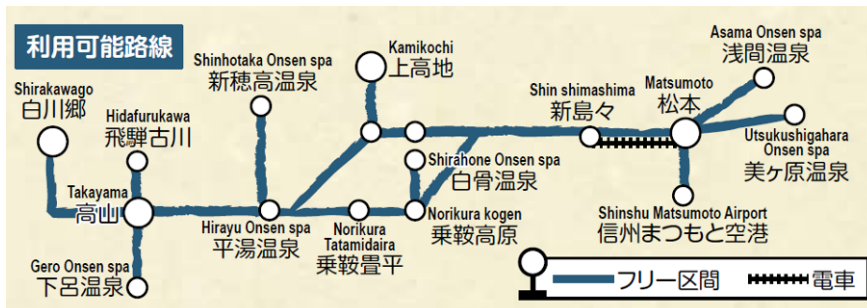 利用可能路線
Shirakawago
白川郷
Hidafurukawa
飛騨古川
Takayama
高山
Gero Onsen spa
下呂温泉
Shinhotaka Onsen spa
新穂高温泉
Hirayu Onsen spa
平湯温泉
Kamikochi
上高地
Norikura
Tatamidaira
乗鞍畳平
Shirahone Onsen spa
白骨温泉
Norikura kogen
乗鞍高原
Shin shimashima
新島々
Matsumoto
松本
Asama Onsen spa
浅間温泉
Utsukushigahara
Onsen spa
美ヶ原温泉
Shinshu Matsumoto Airport
信州まつもと空港
フリー区間
電車